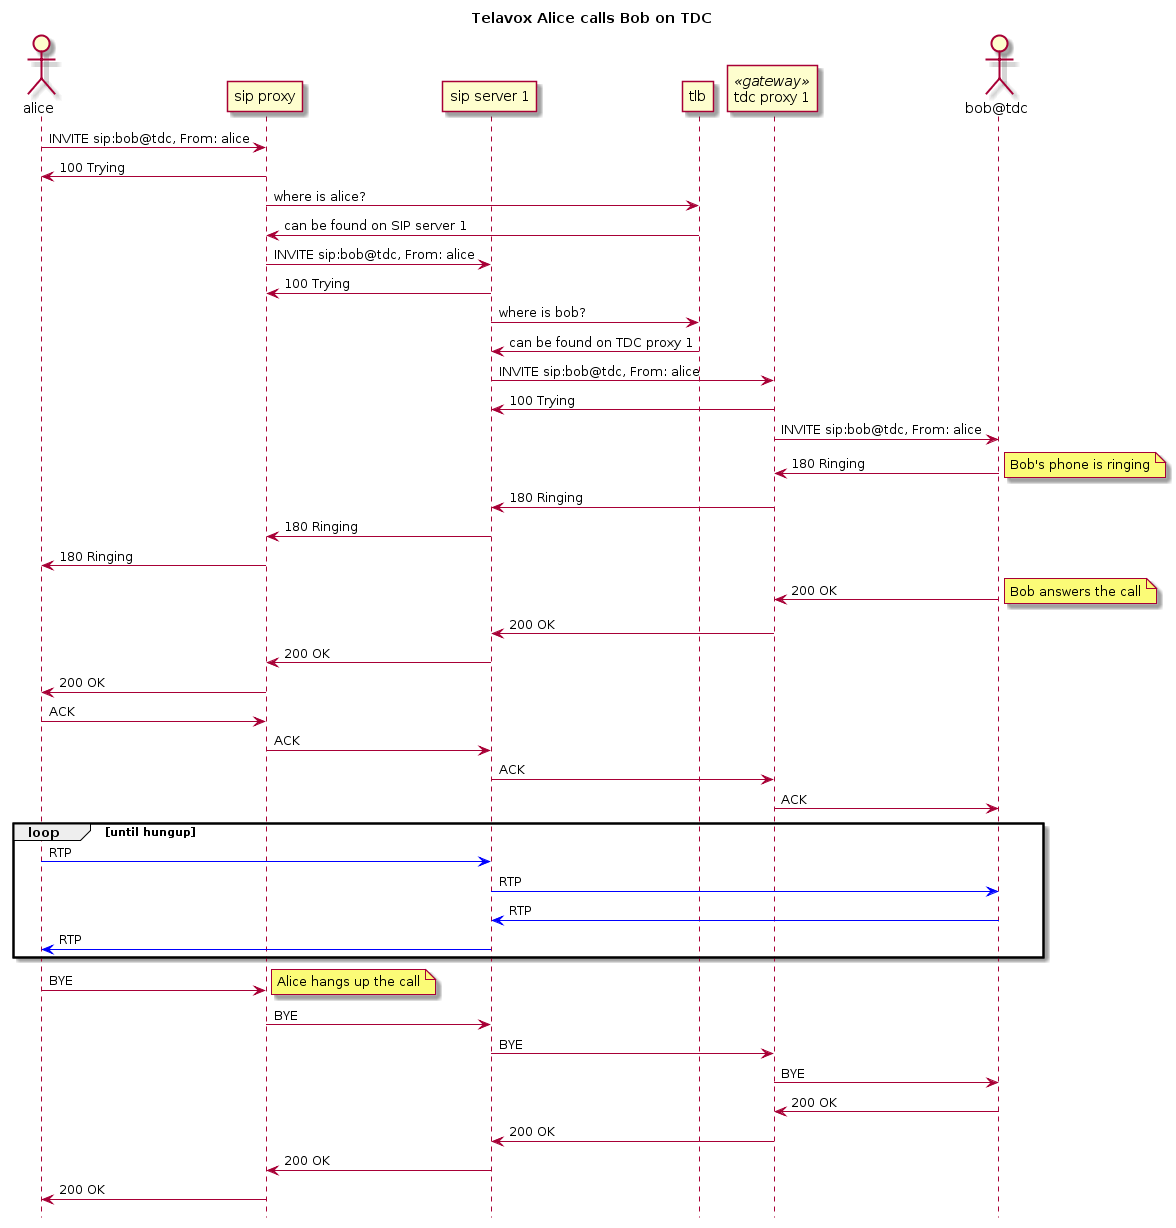 Telavox Alice calls Bob on TDC
alice
sip proxy
sip server 1
tlb
«gateway»
tdc proxy 1
bob@tdc
INVITE sip:bob@tdc, From: alice
100 Trying
where is alice?
can be found on SIP server 1
INVITE sip:bob@tdc, From: alice
100 Trying
where is bob?
can be found on TDC proxy 1
INVITE sip:bob@tdc, From: alice
100 Trying
INVITE sip:bob@tdc, From: alice
180 Ringing
Bob's phone is ringing
180 Ringing
180 Ringing
180 Ringing
200 OK
Bob answers the call
200 OK
200 OK
200 OK
ACK
ACK
ACK
ACK
loop [until hungup]
RTP
RTP
RTP
RTP
BYE
Alice hangs up the call
BYE
BYE
BYE
200 OK
200 OK
200 OK
200 OK